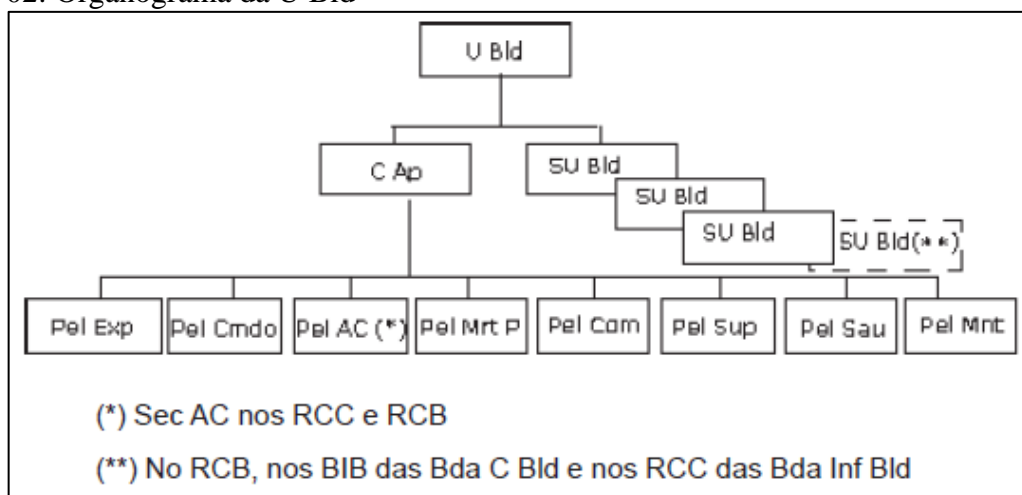 02: Organograma da U Bld
U Bld
C Ap
SU Bld
SU Bld
SU Bld
SU Bld(**)
Pel Exp
Pel Cmdo
Pel AC (*)
Pel Mrt P
Pel Com
Pel Sup
Pel Sau
Pel Mnt
(*) Sec AC nos RCC e RCB
(**) No RCB, nos BIB das Bda C Bld e nos RCC das Bda Inf Bld